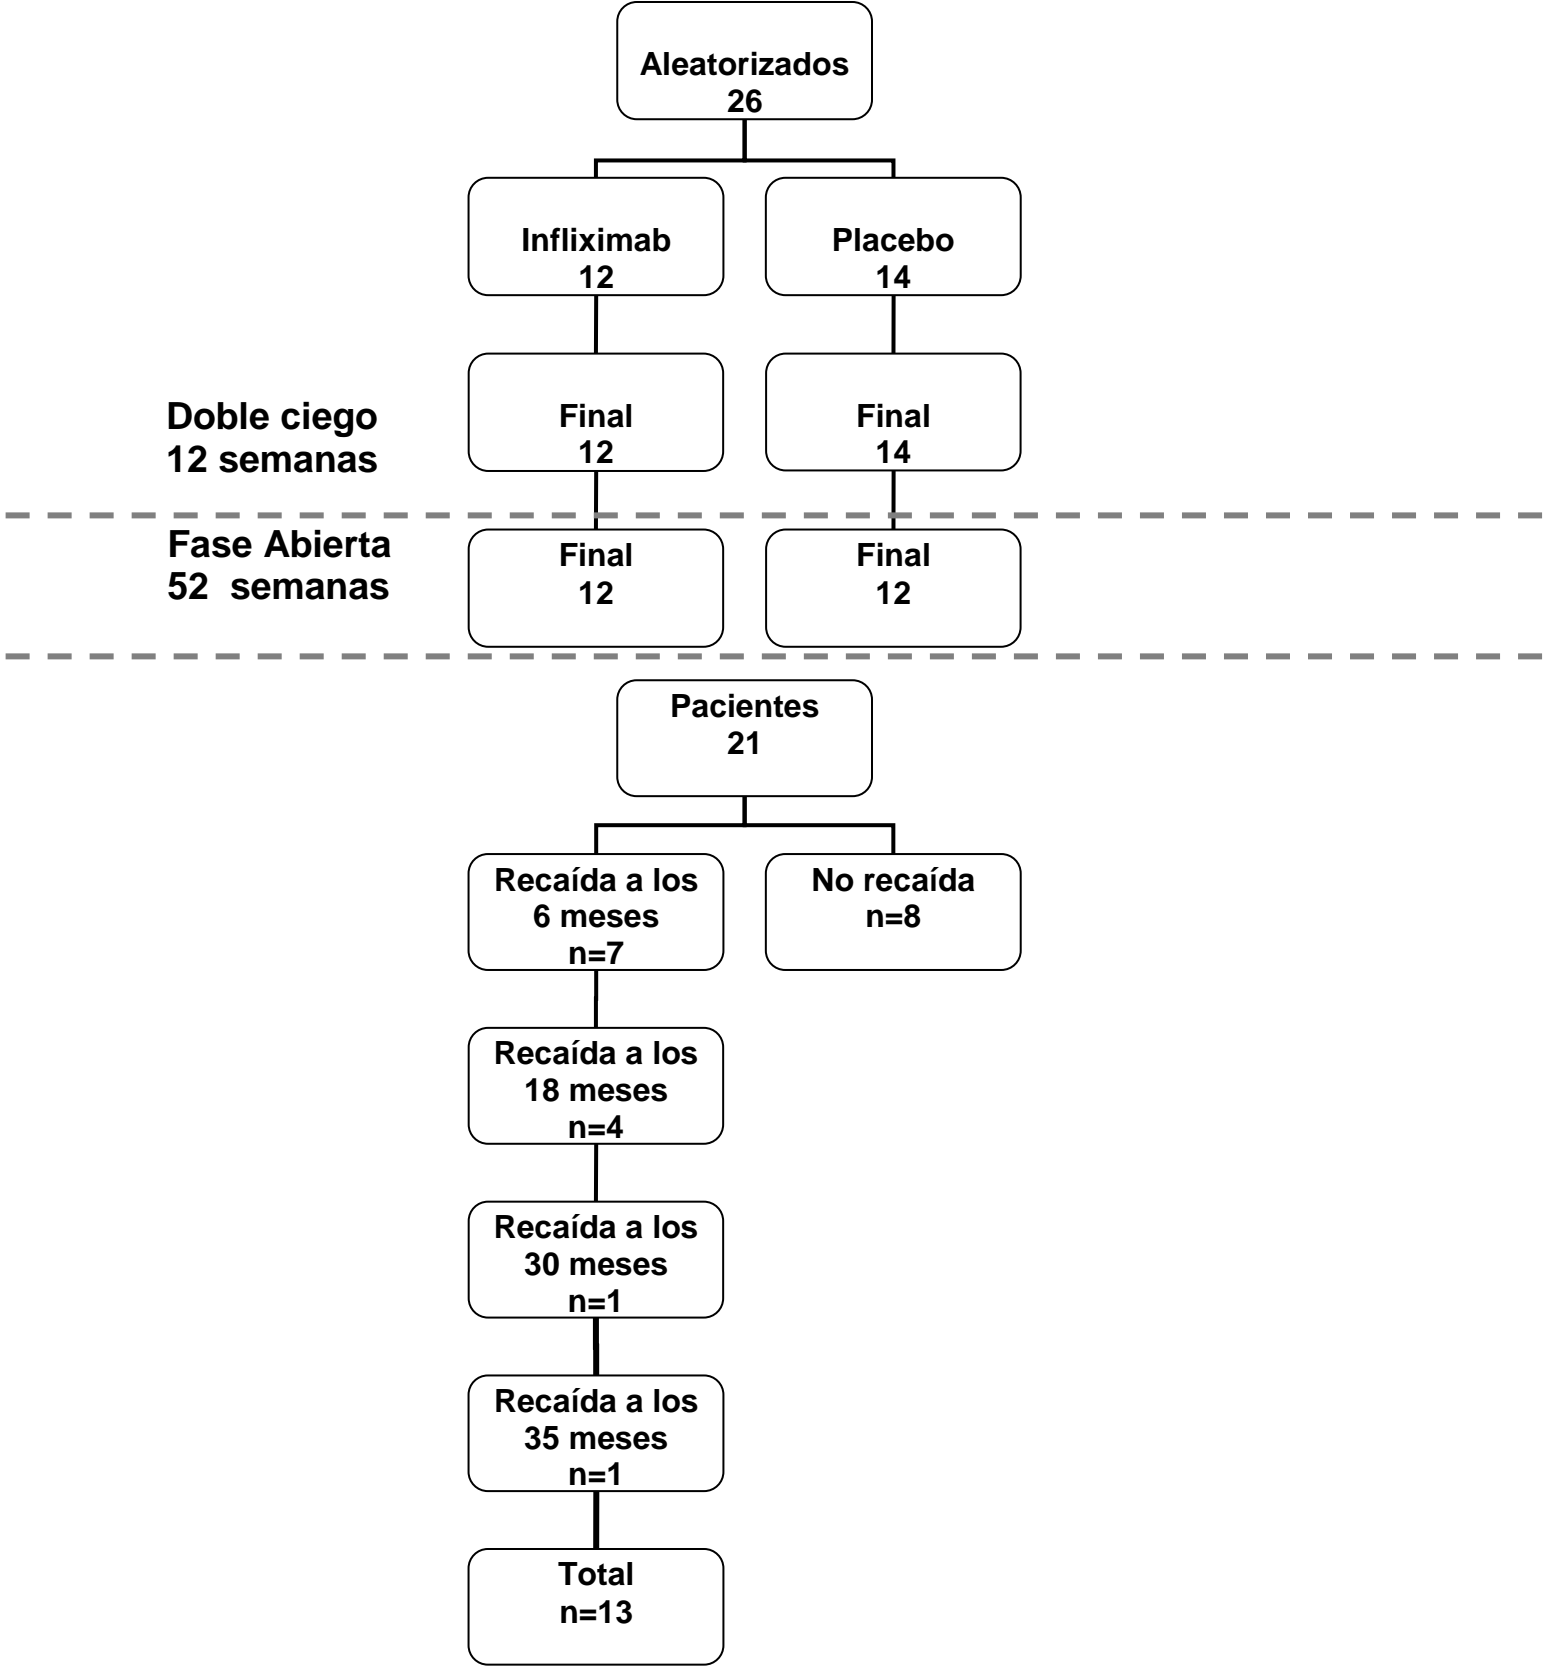 Aleatorizados
26
Infliximab
12
Placebo
14
Doble ciego
12 semanas
Final
12
Final
14
Fase Abierta
52 semanas
Final
12
Final
12
Pacientes
21
Recaída a los
6 meses
n=7
No recaída
n=8
Recaída a los
18 meses
n=4
Recaída a los
30 meses
n=1
Recaída a los
35 meses
n=1
Total
n=13